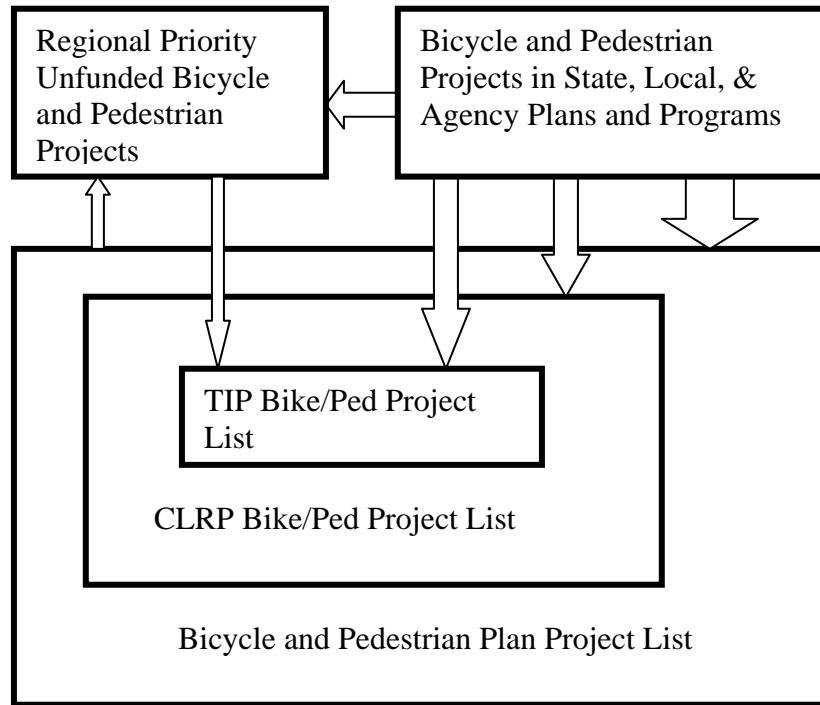 Regional Priority
Unfunded Bicycle
and Pedestrian
Projects
Bicycle and Pedestrian
Projects in State, Local, &
Agency Plans and Programs
TIP Bike/Ped Project
List
CLRP Bike/Ped Project List
Bicycle and Pedestrian Plan Project List